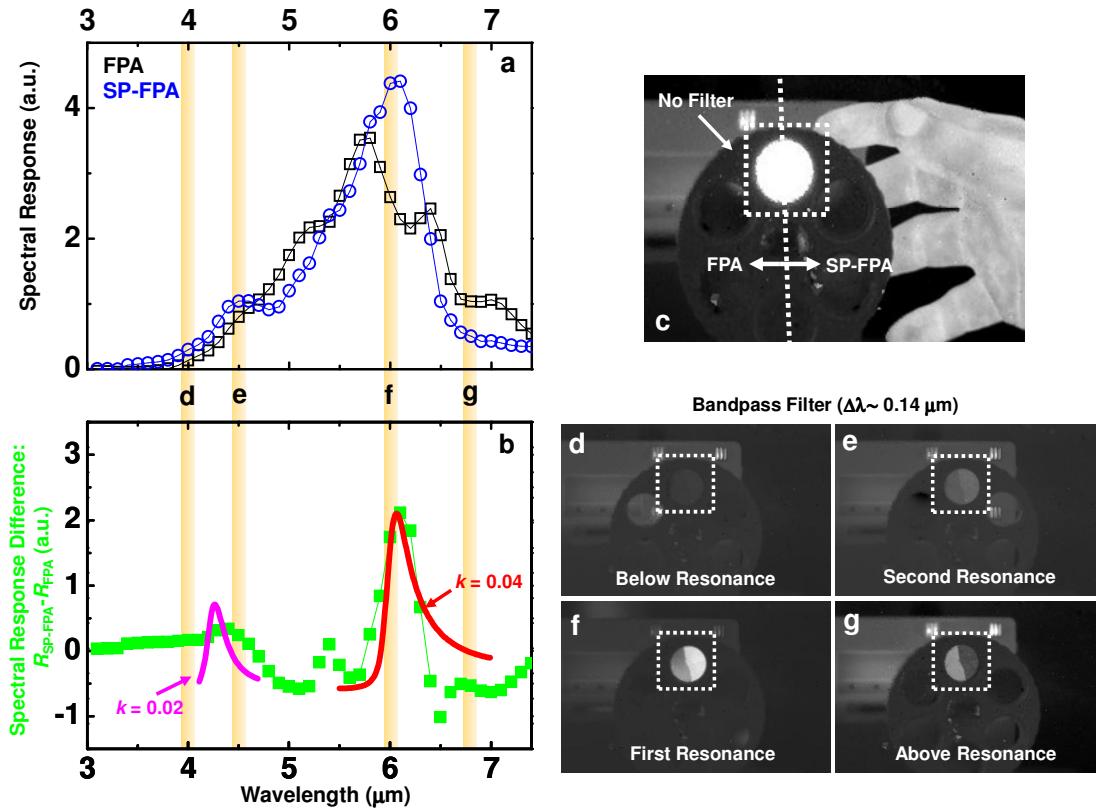 3 4 5 6 7
FPA
SP-FPA
a
Spectral Response (a.u.)
4
2
0
d e f g
b
Spectral Response Difference:
R_SP-FPA-R_FPA (a.u.)
3
2
1
0
-1
k = 0.02
k = 0.04
3 4 5 6 7
Wavelength (μm)
No Filter
FPA SP-FPA
c
Bandpass Filter (Δλ~ 0.14 μm)
d
Below Resonance
e
Second Resonance
f
First Resonance
g
Above Resonance